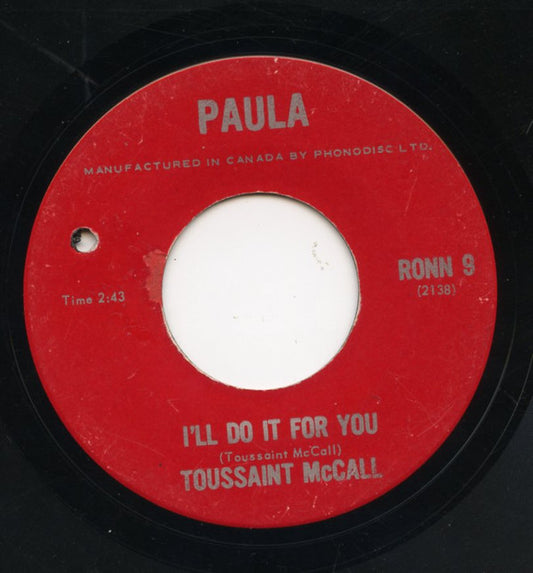 PAULA
MANUFACTURED IN CANADA BY PHONODISC LTD.
RONN 9
(2138)
Time 2:43
I'LL DO IT FOR YOU
(Toussaint McCall)
TOUSSAINT McCALL